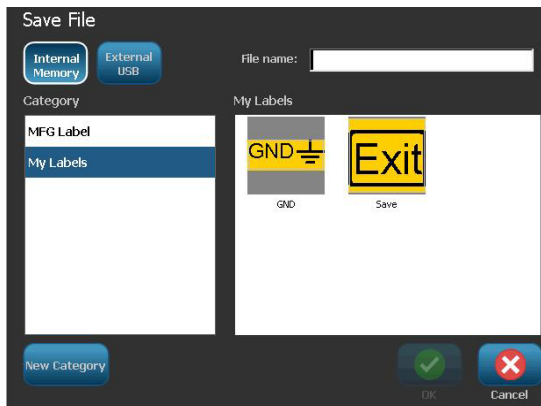 Save File
Internal
Memory
External
USB
File name:
Category
My Labels
MFG Label
My Labels
GND
Exit
GND
Save
New Category
OK
Cancel